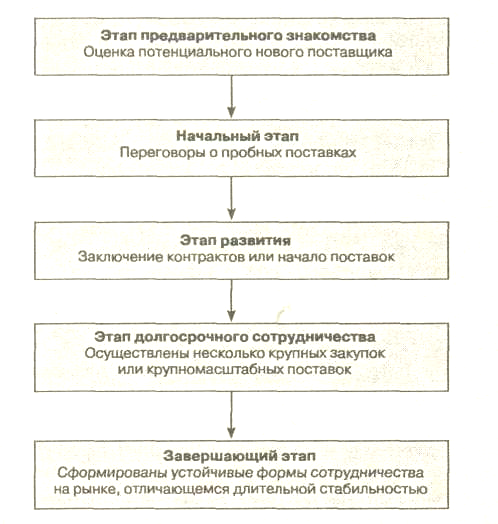 Этап предварительного знакомства
Оценка потенциального нового поставщика
Начальный этап
Переговоры о пробных поставках
Этап развития
Заключение контрактов или начало поставок
Этап долгосрочного сотрудничества
Осуществлены несколько крупных закупок
или крупномасштабных поставок
Завершающий этап
Сформированы устойчивые формы сотрудничества
на рынке, отличающемся длительной стабильностью